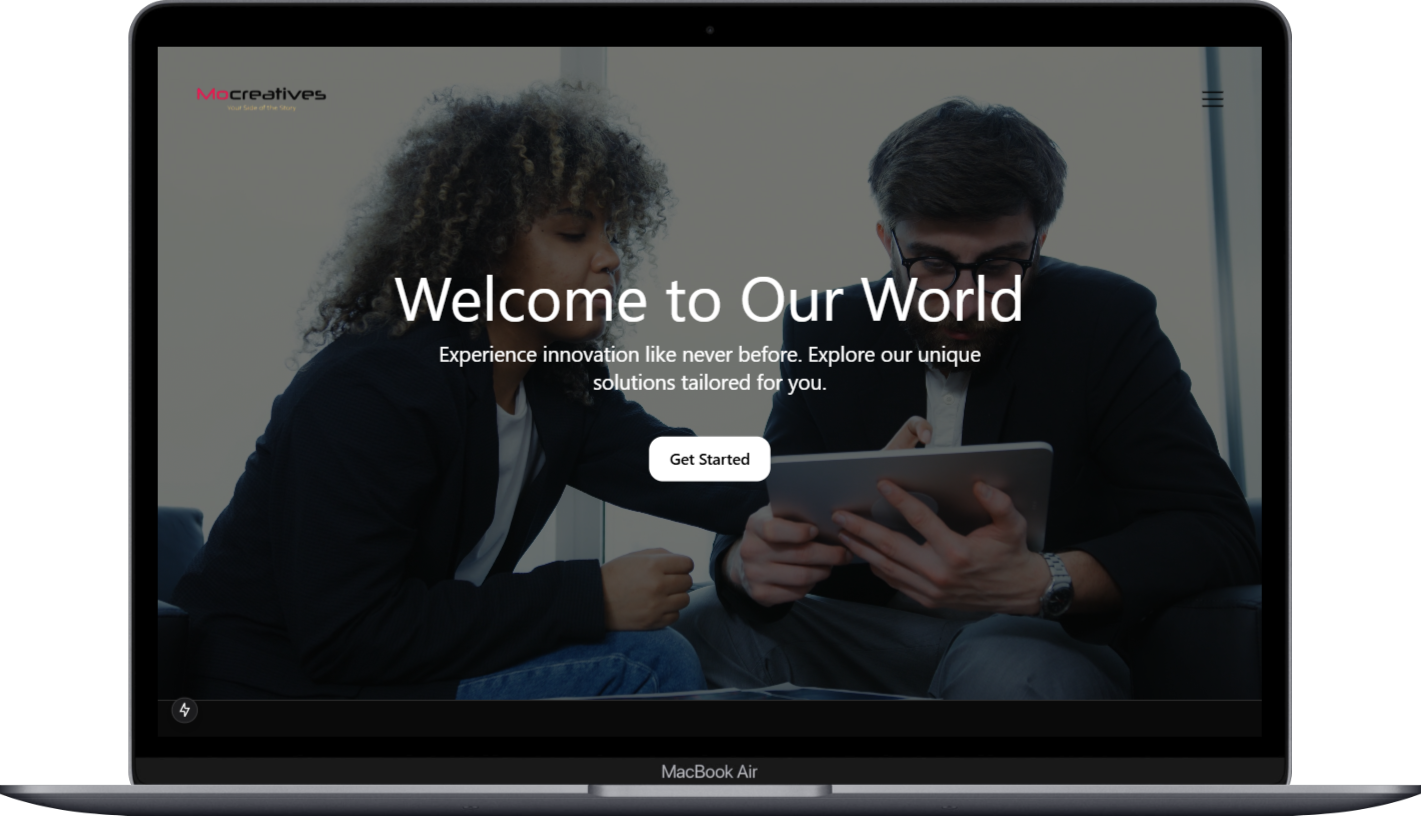 Mocreatives
Your Side of the Story
Welcome to Our World
Experience innovation like never before. Explore our unique
solutions tailored for you.
Get Started
MacBook Air